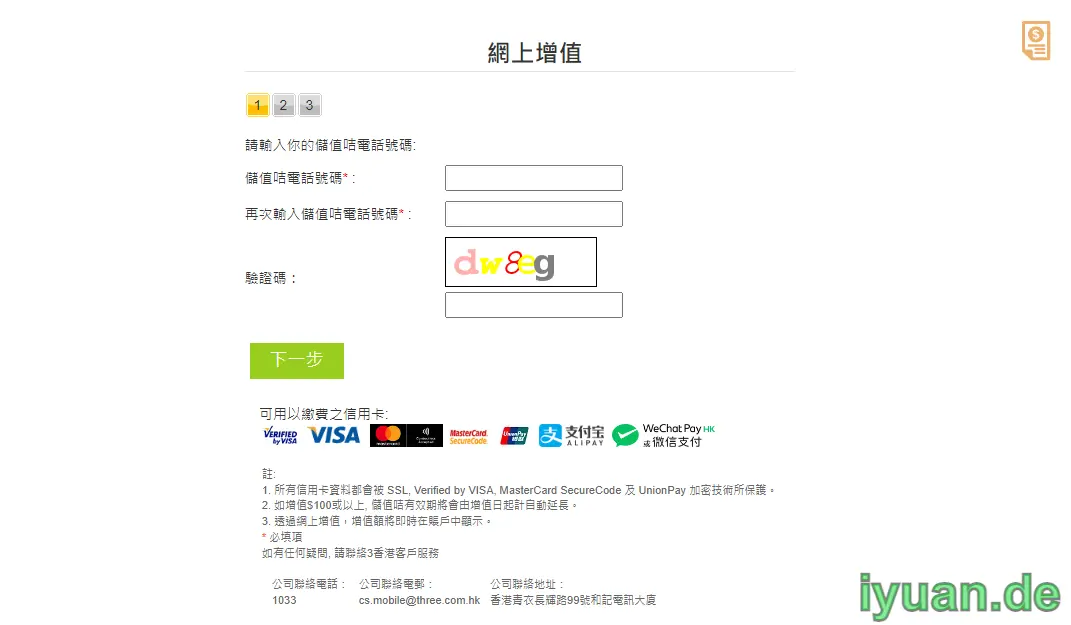 網上增值
1 2 3
請輸入你的儲值咭電話號碼:
儲值咭電話號碼* :
再次輸入儲值咭電話號碼* :
dw8eg
驗證碼：
下一步
可用以繳費之信用卡:
VERIFIED by VISA VISA mastercard MasterCard. SecureCode. UnionPay 银联 支 支付宝 ALIPAY WeChat Pay HK 或 微信支付
註:
1. 所有信用卡資料都會被 SSL, Verified by VISA, MasterCard SecureCode 及 UnionPay 加密技術所保護。
2. 如增值$100或以上, 儲值咭有效期將會由增值日起計自動延長。
3. 透過網上增值，增值額將即時在賬戶中顯示。
* 必填項
如有任何疑問, 請聯絡3香港客戶服務
公司聯絡電話： 公司聯絡電郵： 公司聯絡地址：
1033 cs.mobile@three.com.hk 香港青衣長輝路99號和記電訊大廈
iyuan.de